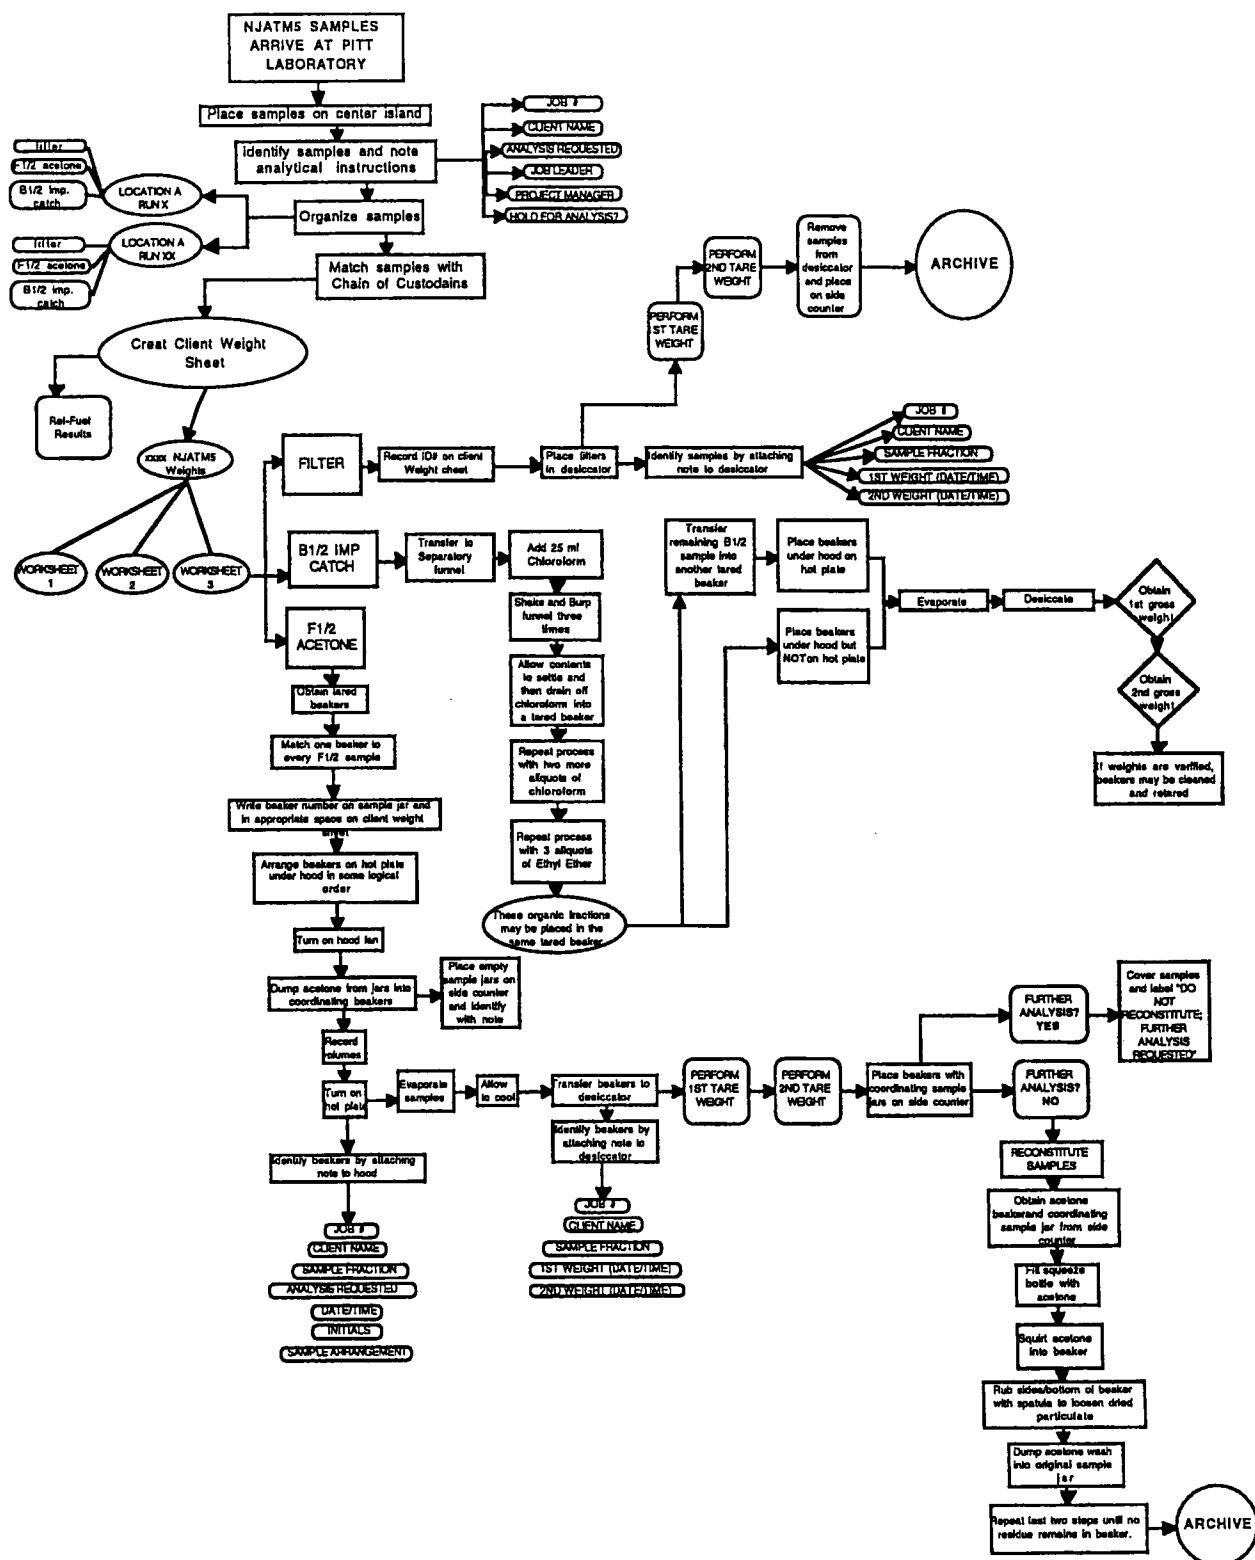 NJATM5 SAMPLES
ARRIVE AT PITT
LABORATORY
Place samples on center island
Identify samples and note
analytical instructions
JOB #
CLIENT NAME
ANALYSIS REQUESTED
JOB LEADER
PROJECT MANAGER
HOLD FOR ANALYSIS?
Organize samples
LOCATION A
RUN X
filter
F1/2 acetone
B1/2 Imp.
catch
LOCATION A
RUN XX
filter
F1/2 acetone
B1/2 imp.
catch
Match samples with
Chain of Custodains
Creat Client Weight
Sheet
Ref-Fuel
Results
xxxx NJATM5
Weights
WORKSHEET
1
WORKSHEET
2
WORKSHEET
3
FILTER
Record ID# on client
Weight cheet
Place filters
in desiccator
Identify samples by attaching
note to desiccator
JOB #
CLIENT NAME
SAMPLE FRACTION
1ST WEIGHT (DATE/TIME)
2ND WEIGHT (DATE/TIME)
PERFORM
1ST TARE
WEIGHT
PERFORM
2ND TARE
WEIGHT
Remove
samples
from
desiccator
and place
on side
counter
ARCHIVE
B1/2 IMP
CATCH
Transfer to
Separatory
funnel
Add 25 ml
Chloroform
Shake and Burp
funnel three
times
Allow contents
to settle and
then drain off
chloroform into
a tared beaker
Repeat process
with two more
aliquots of
chloroform
Repeat process
with 3 aliquots
of Ethyl Ether
These organic fractions
may be placed in the
same tared beaker
Transfer
remaining B1/2
sample into
another tared
beaker
Place beakers
under hood on
hot plate
Place beakers
under hood but
NOT on hot plate
Evaporate
Desiccate
Obtain
1st gross
weight
Obtain
2nd gross
weight
If weights are verified,
beakers may be cleaned
and retared
F1/2
ACETONE
Obtain tared
beakers
Match one beaker to
every F1/2 sample
Write beaker number on sample jar and
in appropriate space on client weight
sheet
Arrange beakers on hot plate
under hood in some logical
order
Turn on hood fan
Dump acetone from jars into
coordinating beakers
Place empty
sample jars on
side counter
and identify
with note
Record
volumes
Turn on
hot plate
Identify beakers by attaching
note to hood
JOB #
CLIENT NAME
SAMPLE FRACTION
ANALYSIS REQUESTED
DATE/TIME
INITIALS
SAMPLE ARRANGEMENT
Evaporate
samples
Allow
to cool
Transfer beakers to
desiccator
Identify beakers by
attaching note to
desiccator
JOB #
CLIENT NAME
SAMPLE FRACTION
1ST WEIGHT (DATE/TIME)
2ND WEIGHT (DATE/TIME)
PERFORM
1ST TARE
WEIGHT
PERFORM
2ND TARE
WEIGHT
Place beakers with
coordinating sample
jars on side counter
FURTHER
ANALYSIS?
YES
Cover samples
and label "DO
NOT
RECONSTITUTE;
FURTHER
ANALYSIS
REQUESTED"
FURTHER
ANALYSIS?
NO
RECONSTITUTE
SAMPLES
Obtain acetone
beakerand coordinating
sample jar from side
counter
Fill squeeze
bottle with
acetone
Squirt acetone
into beaker
Rub sides/bottom of beaker
with spatula to loosen dried
particulate
Dump acetone wash
into original sample
jar
Repeat last two steps until no
residue remains in beaker.
ARCHIVE